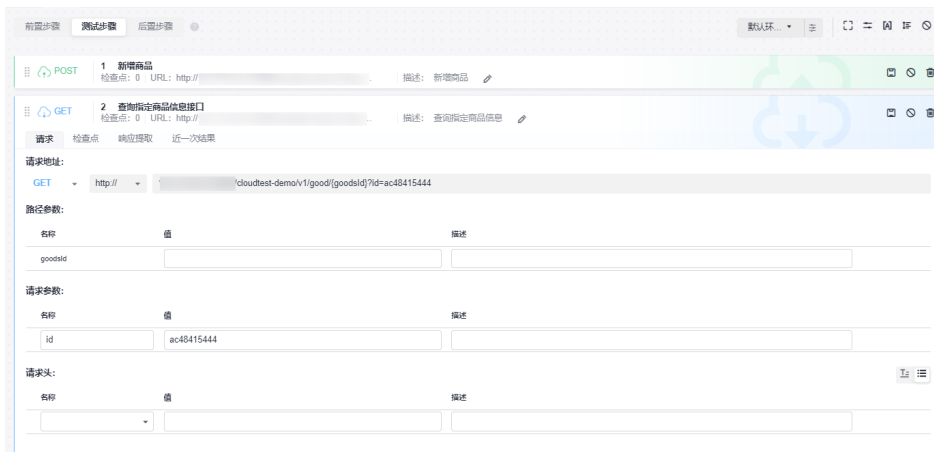 前置步骤 测试步骤 后置步骤 默认环...
POST 1 新增商品
检查点: 0 URL: http:// 描述: 新增商品
GET 2 查询指定商品信息接口
检查点: 0 URL: http:// 描述: 查询指定商品信息
请求 检查点 响应提取 近一次结果
请求地址:
GET http:// /cloudtest-demo/v1/good/{goodsId}?id=ac48415444
路径参数:
名称 值 描述
goodsId
请求参数:
名称 值 描述
id ac48415444
请求头:
名称 值 描述